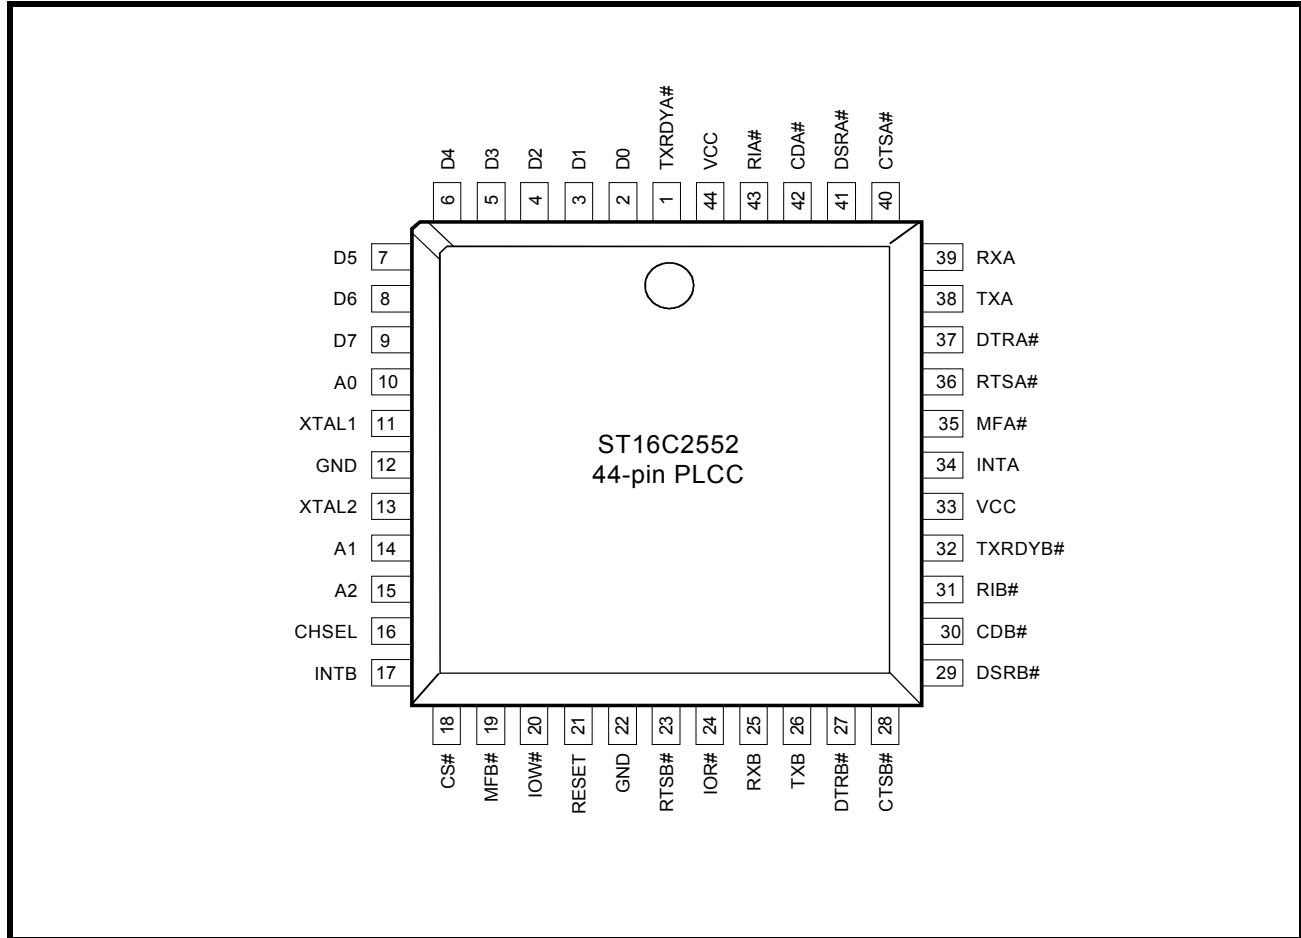 D4 D3 D2 D1 D0 TXRDYA# VCC RIA# CDA# DSRA# CTSA#
6 5 4 3 2 1 44 43 42 41 40
D5 7 39 RXA
D6 8 38 TXA
D7 9 37 DTRA#
A0 10 36 RTSA#
XTAL1 11 35 MFA#
ST16C2552
44-pin PLCC
GND 12 34 INTA
XTAL2 13 33 VCC
A1 14 32 TXRDYB#
A2 15 31 RIB#
CHSEL 16 30 CDB#
INTB 17 29 DSRB#
18 19 20 21 22 23 24 25 26 27 28
CS# MFB# IOW# RESET GND RTSB# IOR# RXB TXB DTRB# CTSB#